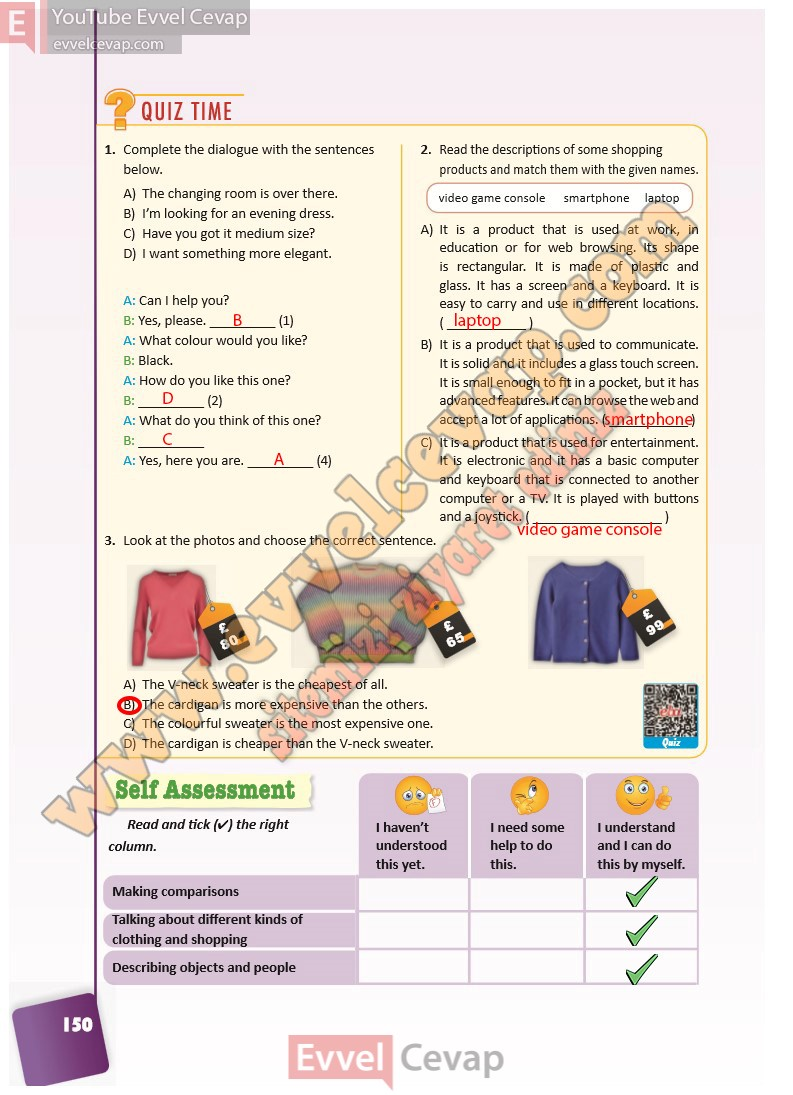 E
YouTube Evvel Cevap
evvelcevap.com
? QUIZ TIME
1. Complete the dialogue with the sentences
below.
A) The changing room is over there.
B) I'm looking for an evening dress.
C) Have you got it medium size?
D) I want something more elegant.
A: Can I help you?
B: Yes, please. ________ B ________ (1)
A: What colour would you like?
B: Black.
A: How do you like this one?
B: ________ D ________ (2)
A: What do you think of this one?
B: ________ C ________
A: Yes, here you are. ________ A ________ (4)
2. Read the descriptions of some shopping
products and match them with the given names.
video game console smartphone laptop
A) It is a product that is used at work, in
education or for web browsing. Its shape
is rectangular. It is made of plastic and
glass. It has a screen and a keyboard. It is
easy to carry and use in different locations.
( laptop )
B) It is a product that is used to communicate.
It is solid and it includes a glass touch screen.
It is small enough to fit in a pocket, but it has
advanced features. It can browse the web and
accept a lot of applications. (smartphone)
C) It is a product that is used for entertainment.
It is electronic and it has a basic computer
and keyboard that is connected to another
computer or a TV. It is played with buttons
and a joystick. ( ________ )
video game console
3. Look at the photos and choose the correct sentence.
£ 80
£ 65
£ 99
A) The V-neck sweater is the cheapest of all.
B) The cardigan is more expensive than the others.
C) The colourful sweater is the most expensive one.
D) The cardigan is cheaper than the V-neck sweater.
Quiz
www.evvelcevap.com
sitemizi ziyaret ediniz
Self Assessment
Read and tick (✔) the right
column.
I haven't
understood
this yet.
I need some
help to do
this.
I understand
and I can do
this by myself.
Making comparisons
Talking about different kinds of
clothing and shopping
Describing objects and people
150
Evvel Cevap